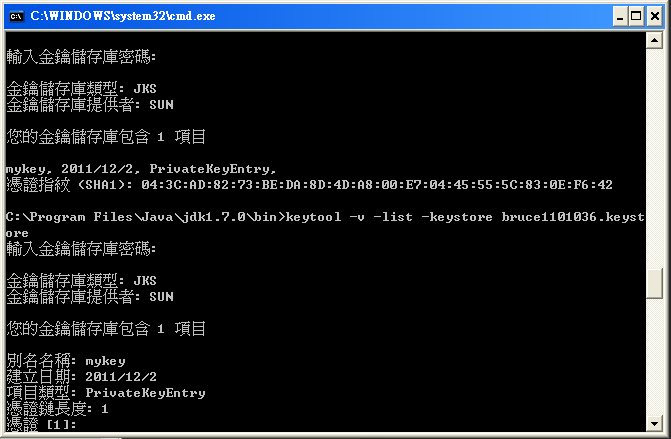 C:\WINDOWS\system32\cmd.exe
輸入金鑰儲存庫密碼:
金鑰儲存庫類型: JKS
金鑰儲存庫提供者: SUN
您的金鑰儲存庫包含 1 項目
mykey, 2011/12/2, PrivateKeyEntry,
憑證指紋 (SHA1): 04:3C:AD:82:73:BE:DA:8D:4D:A8:00:E7:04:45:55:5C:83:0E:F6:42
C:\Program Files\Java\jdk1.7.0\bin>keytool -v -list -keystore bruce1101036.keyst
ore
輸入金鑰儲存庫密碼:
金鑰儲存庫類型: JKS
金鑰儲存庫提供者: SUN
您的金鑰儲存庫包含 1 項目
別名名稱: mykey
建立日期: 2011/12/2
項目類型: PrivateKeyEntry
憑證鏈長度: 1
憑證 [1]: